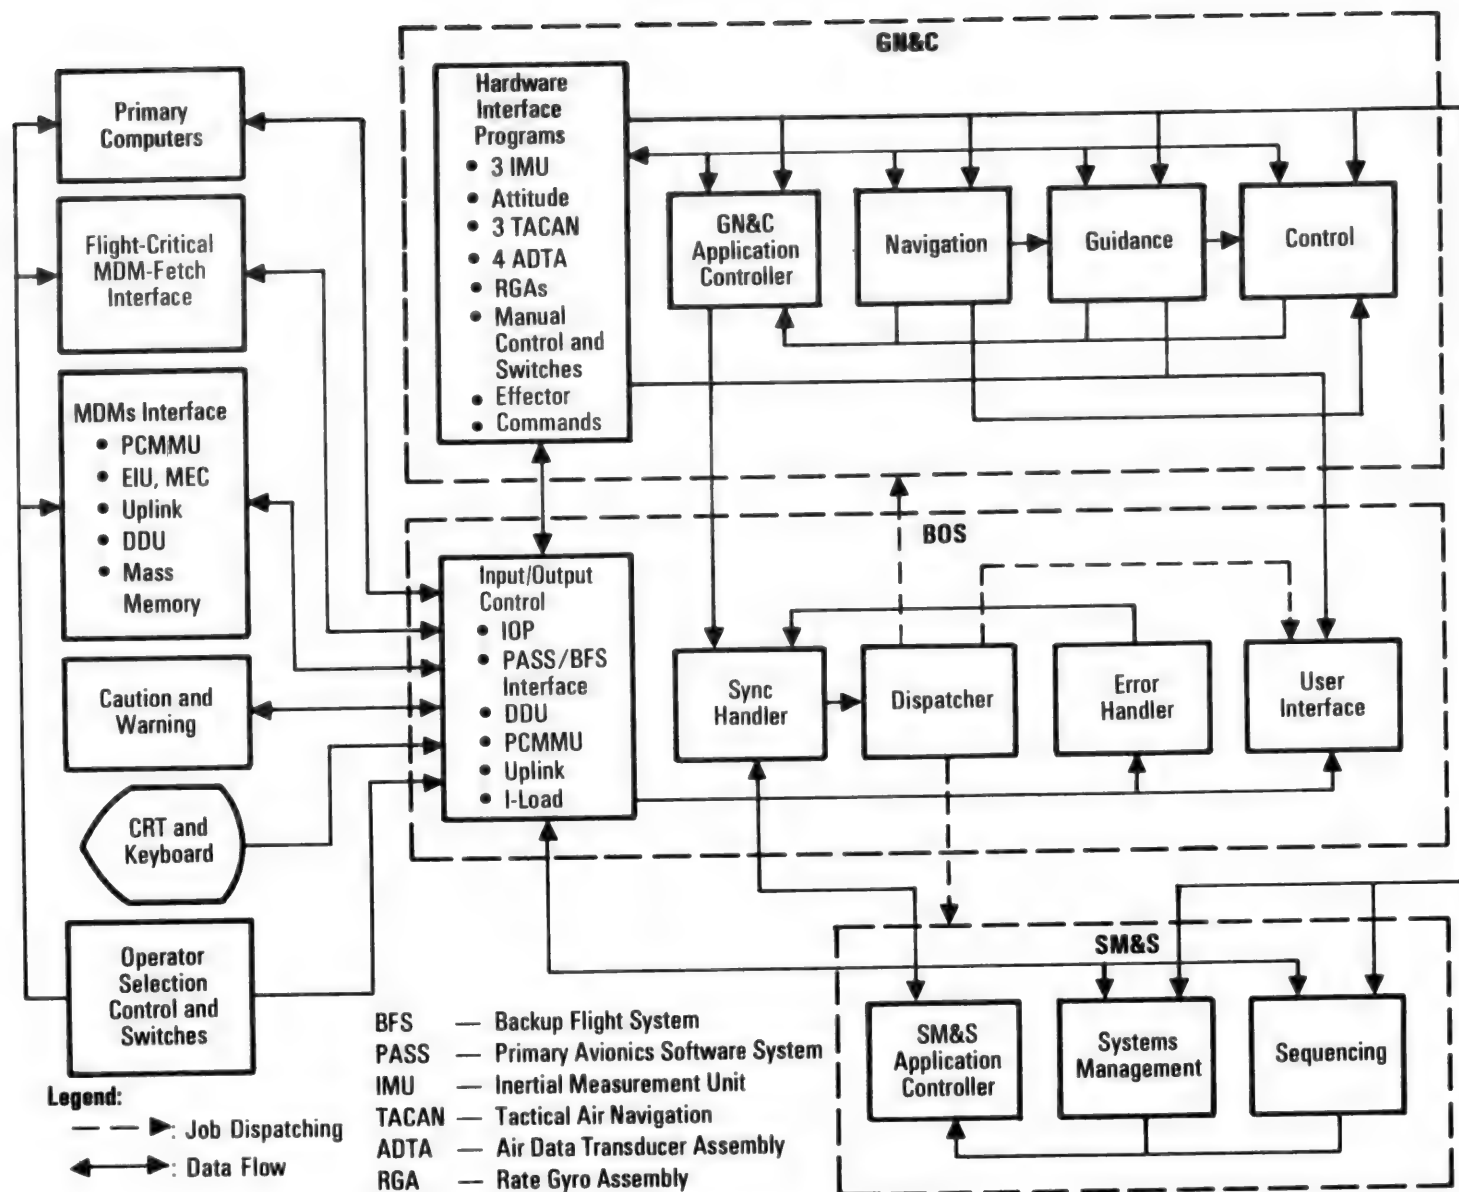 GN&C
Hardware
Interface
Programs
• 3 IMU
• Attitude
• 3 TACAN
• 4 ADTA
• RGAs
• Manual
Control and
Switches
• Effector
• Commands
GN&C
Application
Controller
Navigation
Guidance
Control
Primary
Computers
Flight-Critical
MDM-Fetch
Interface
MDMs Interface
• PCMMU
• EIU, MEC
• Uplink
• DDU
• Mass
Memory
Caution and
Warning
CRT and
Keyboard
Operator
Selection
Control and
Switches
BOS
Input/Output
Control
• IOP
• PASS/BFS
Interface
• DDU
• PCMMU
• Uplink
• I-Load
Sync
Handler
Dispatcher
Error
Handler
User
Interface
SM&S
SM&S
Application
Controller
Systems
Management
Sequencing
BFS — Backup Flight System
PASS — Primary Avionics Software System
IMU — Inertial Measurement Unit
TACAN — Tactical Air Navigation
ADTA — Air Data Transducer Assembly
RGA — Rate Gyro Assembly
Legend:
: Job Dispatching
: Data Flow